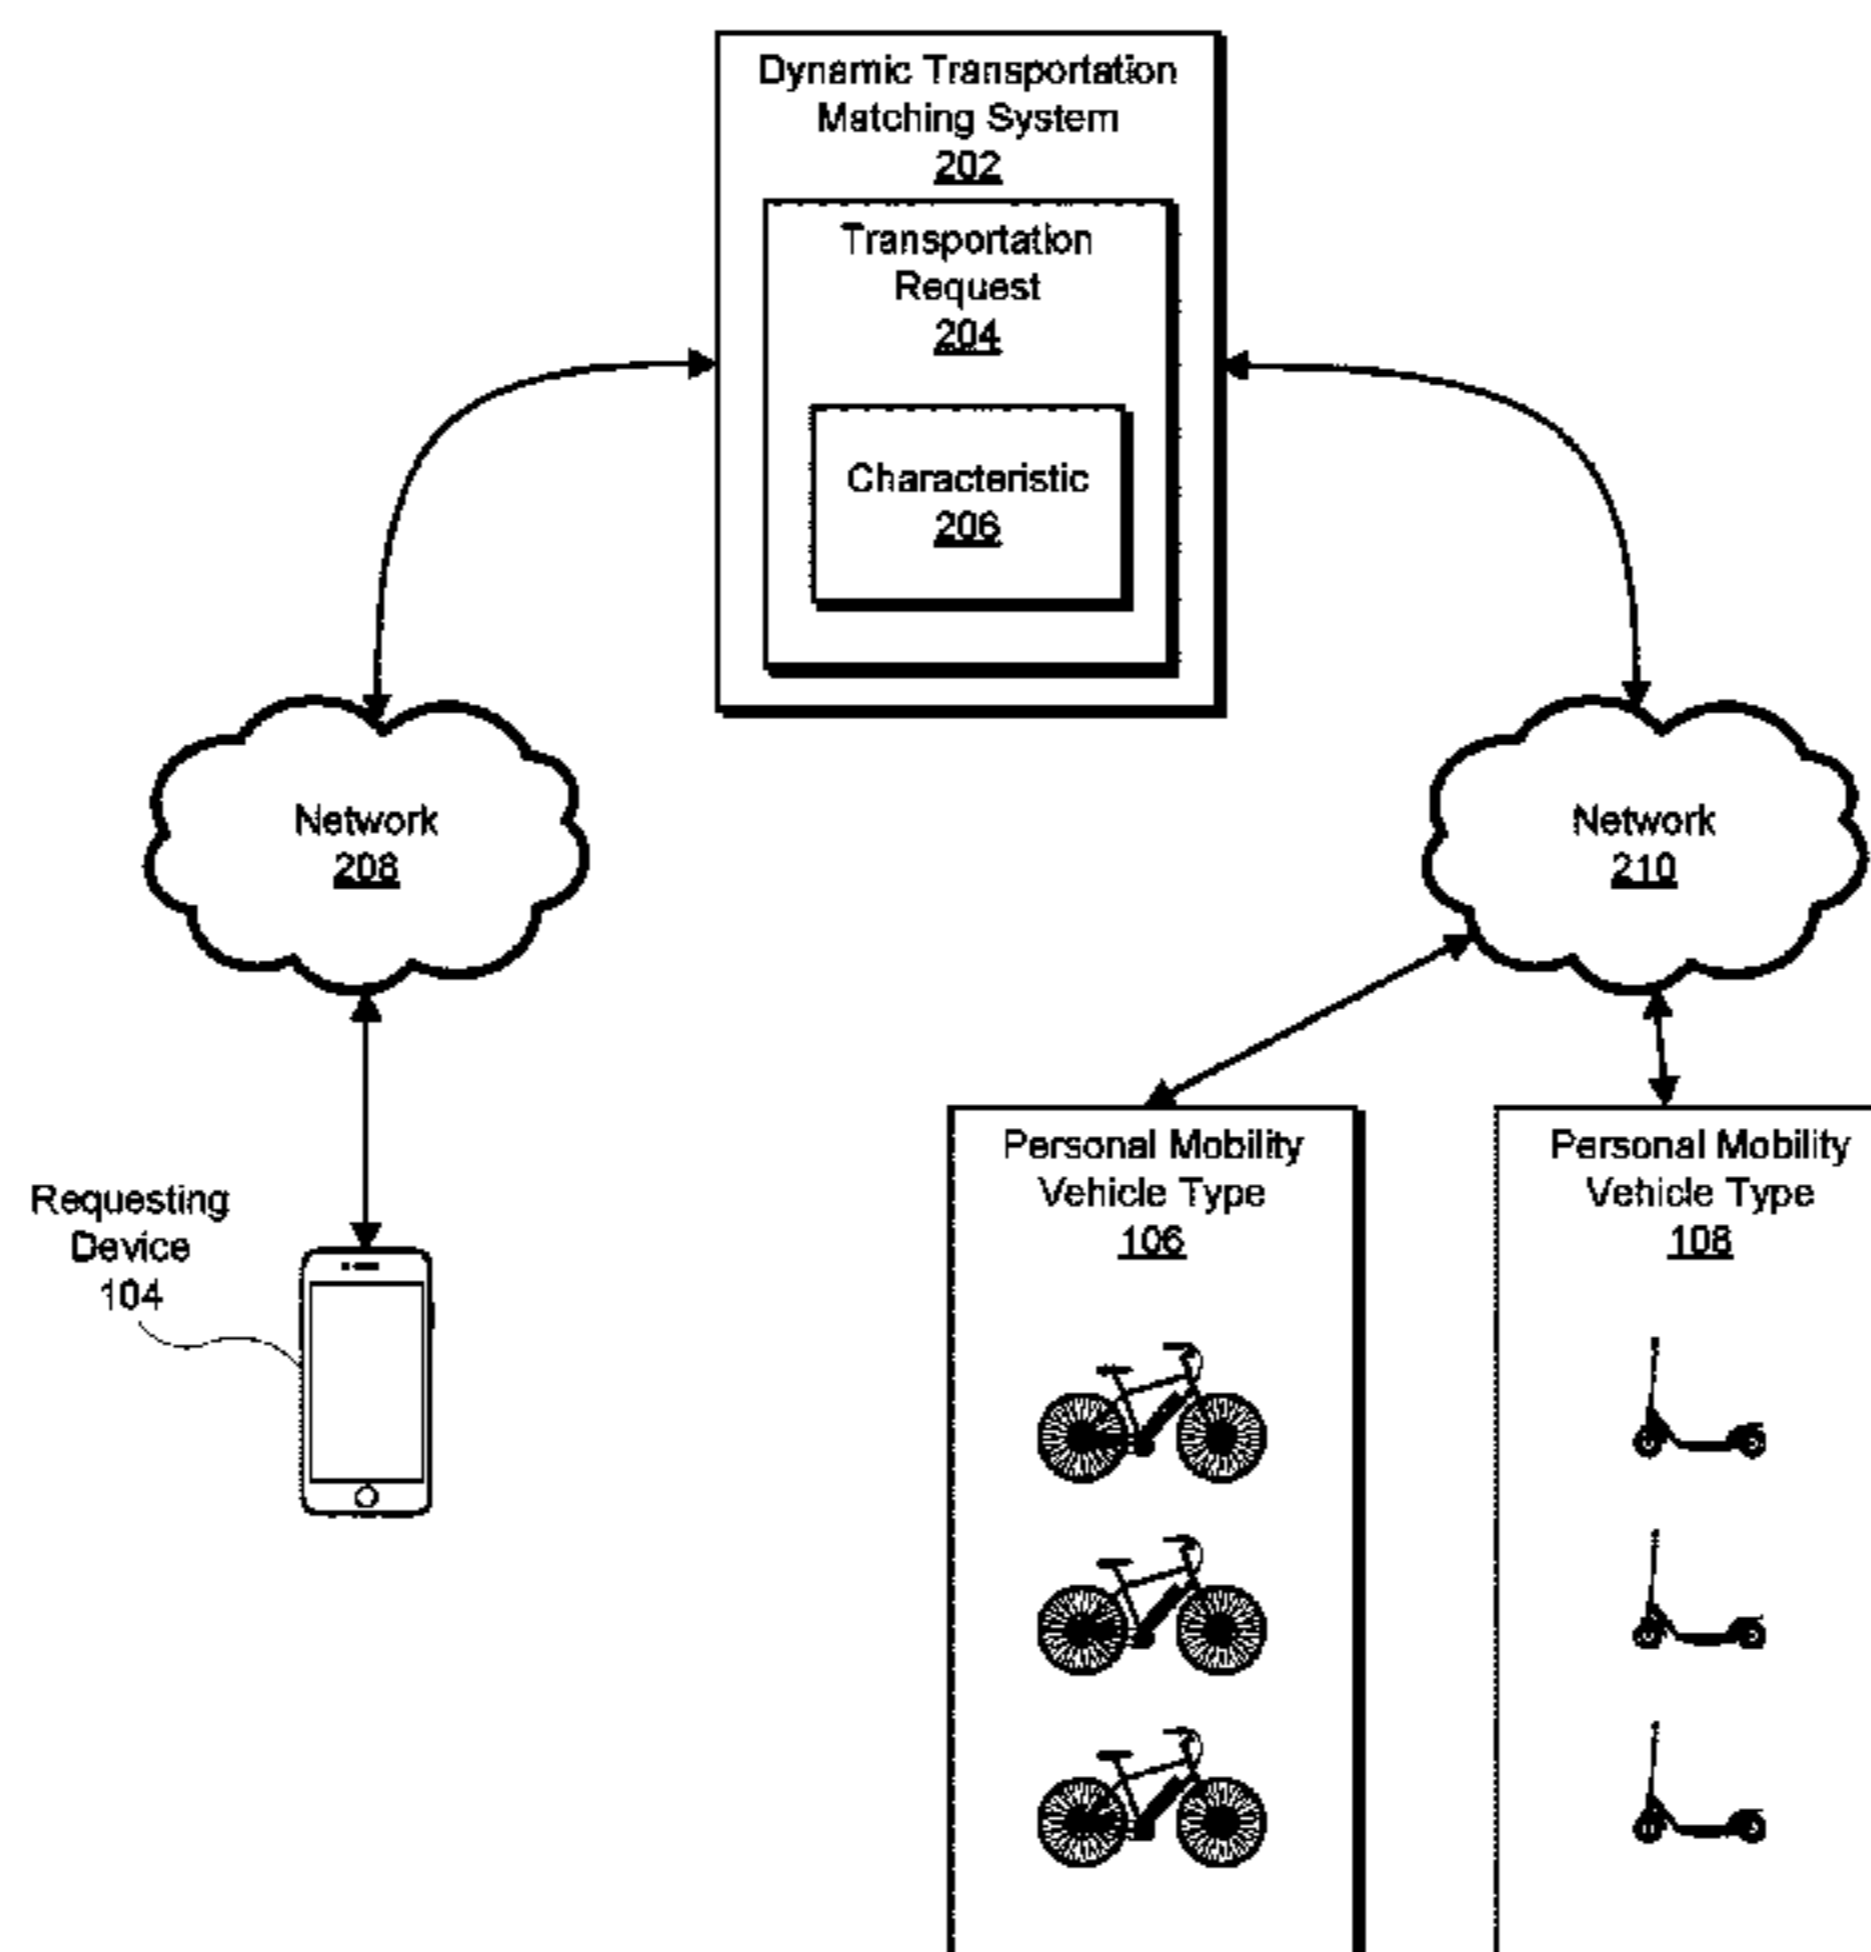 Dynamic Transportation
Matching System
202
Transportation
Request
204
Characteristic
206
Network
208
Network
210
Requesting
Device
104
Personal Mobility
Vehicle Type
106
Personal Mobility
Vehicle Type
108